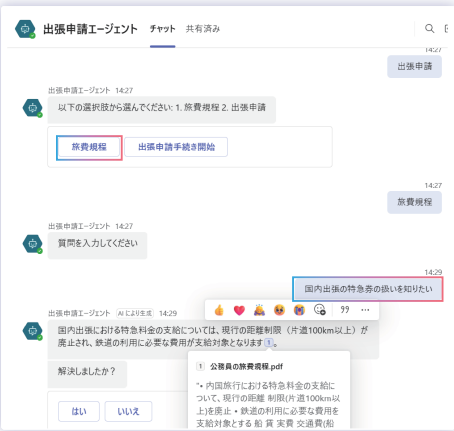 出張申請エージェント チャット 共有済み
14:27
出張申請
出張申請エージェント 14:27
以下の選択肢から選んでください: 1. 旅費規程 2. 出張申請
旅費規程 出張申請手続き開始
14:27
旅費規程
出張申請エージェント 14:27
質問を入力してください
14:29
国内出張の特急券の扱いを知りたい
出張申請エージェント AI により生成 14:29
国内出張における特急料金の支給については、現行の距離制限（片道100km以上）が
廃止され、鉄道の利用に必要な費用が支給対象となります 1 。
解決しましたか？
はい いいえ
1 公務員の旅費規程.pdf
"• 内国旅行における特急料金の支給に
ついて、現行の距離 制限(片道100km以
上)を廃止 • 鉄道の利用に必要な費用を
支給対象とする 船 賃 実費 交通費(船